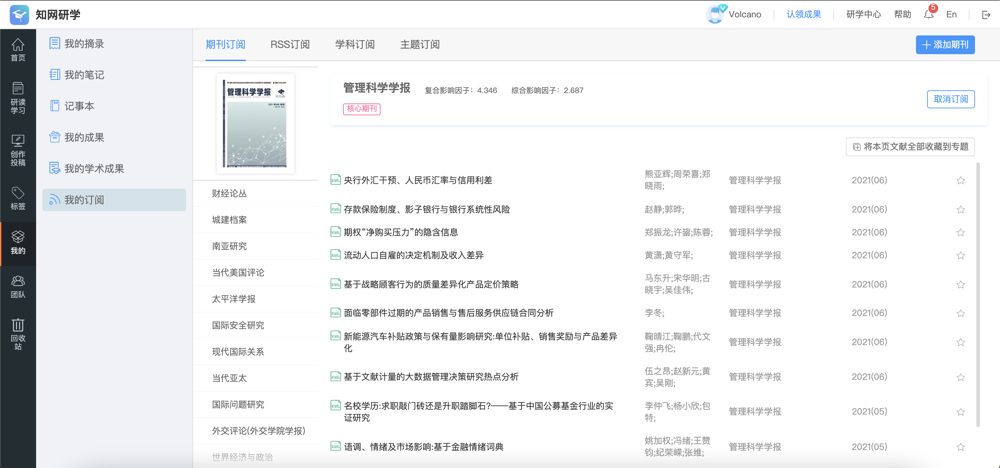 知网研学
Volcano
认领成果
研学中心
帮助
5
En
首页
研读
学习
创作
投稿
标签
我的
团队
回收
站
我的摘录
我的笔记
记事本
我的成果
我的学术成果
我的订阅
期刊订阅
RSS订阅
学科订阅
主题订阅
添加期刊
管理科学学报
2021 第24卷 第6期
财经论丛
城建档案
南亚研究
当代美国评论
太平洋学报
国际安全研究
现代国际关系
当代亚太
国际问题研究
外交评论(外交学院学报)
世界经济与政治
管理科学学报
复合影响因子：4.346
综合影响因子：2.687
核心期刊
取消订阅
将本页文献全部收藏到专题
XML 央行外汇干预、人民币汇率与信用利差
熊亚辉;周荣喜;郑
晓雨;
管理科学学报
2021(06)
XML 存款保险制度、影子银行与银行系统性风险
赵静;郭晔;
管理科学学报
2021(06)
XML 期权“净购买压力”的隐含信息
郑振龙;许鋆;陈蓉;
管理科学学报
2021(06)
XML 流动人口自雇的决定机制及收入差异
黄潇;黄守军;
管理科学学报
2021(06)
XML 基于战略顾客行为的质量差异化产品定价策略
马东升;宋华明;古
晓宇;吴佳伟;
管理科学学报
2021(06)
XML 面临零部件过期的产品销售与售后服务供应链合同分析
李冬;
管理科学学报
2021(06)
XML 新能源汽车补贴政策与保有量影响研究:单位补贴、销售奖励与产品差异
化
鞠晴江;鞠鹏;代文
强;冉伦;
管理科学学报
2021(06)
XML 基于文献计量的大数据管理决策研究热点分析
伍之昂;赵新元;黄
宾;吴刚;
管理科学学报
2021(06)
XML 名校学历:求职敲门砖还是升职踏脚石?——基于中国公募基金行业的实
证研究
李仲飞;杨小欣;包
特;
管理科学学报
2021(05)
XML 语调、情绪及市场影响:基于金融情绪词典
姚加权;冯绪;王赞
钧;纪荣嵘;张维;
管理科学学报
2021(05)